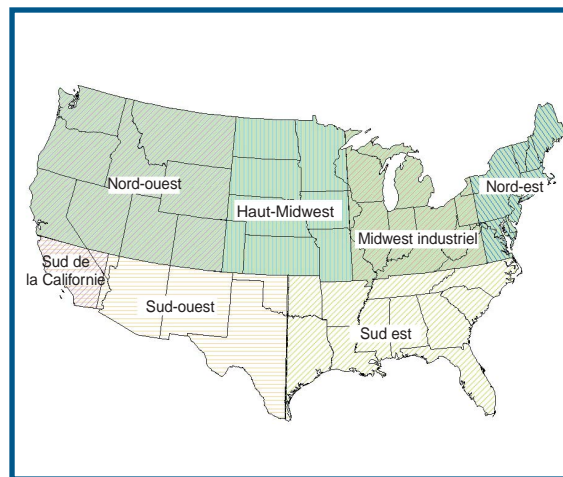 Nord-ouest
Haut-Midwest
Nord-est
Midwest industriel
Sud de
la Californie
Sud-ouest
Sud est